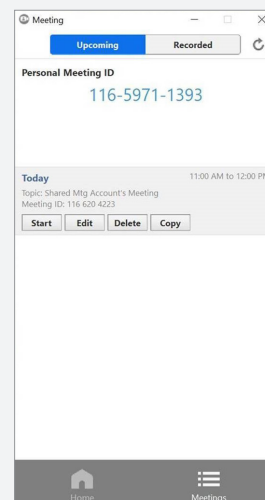 Meeting
Upcoming Recorded
Personal Meeting ID
116-5971-1393
Today 11:00 AM to 12:00 PM
Topic: Shared Mtg Account's Meeting
Meeting ID: 116 620 4223
Start Edit Delete Copy
Home Meetings